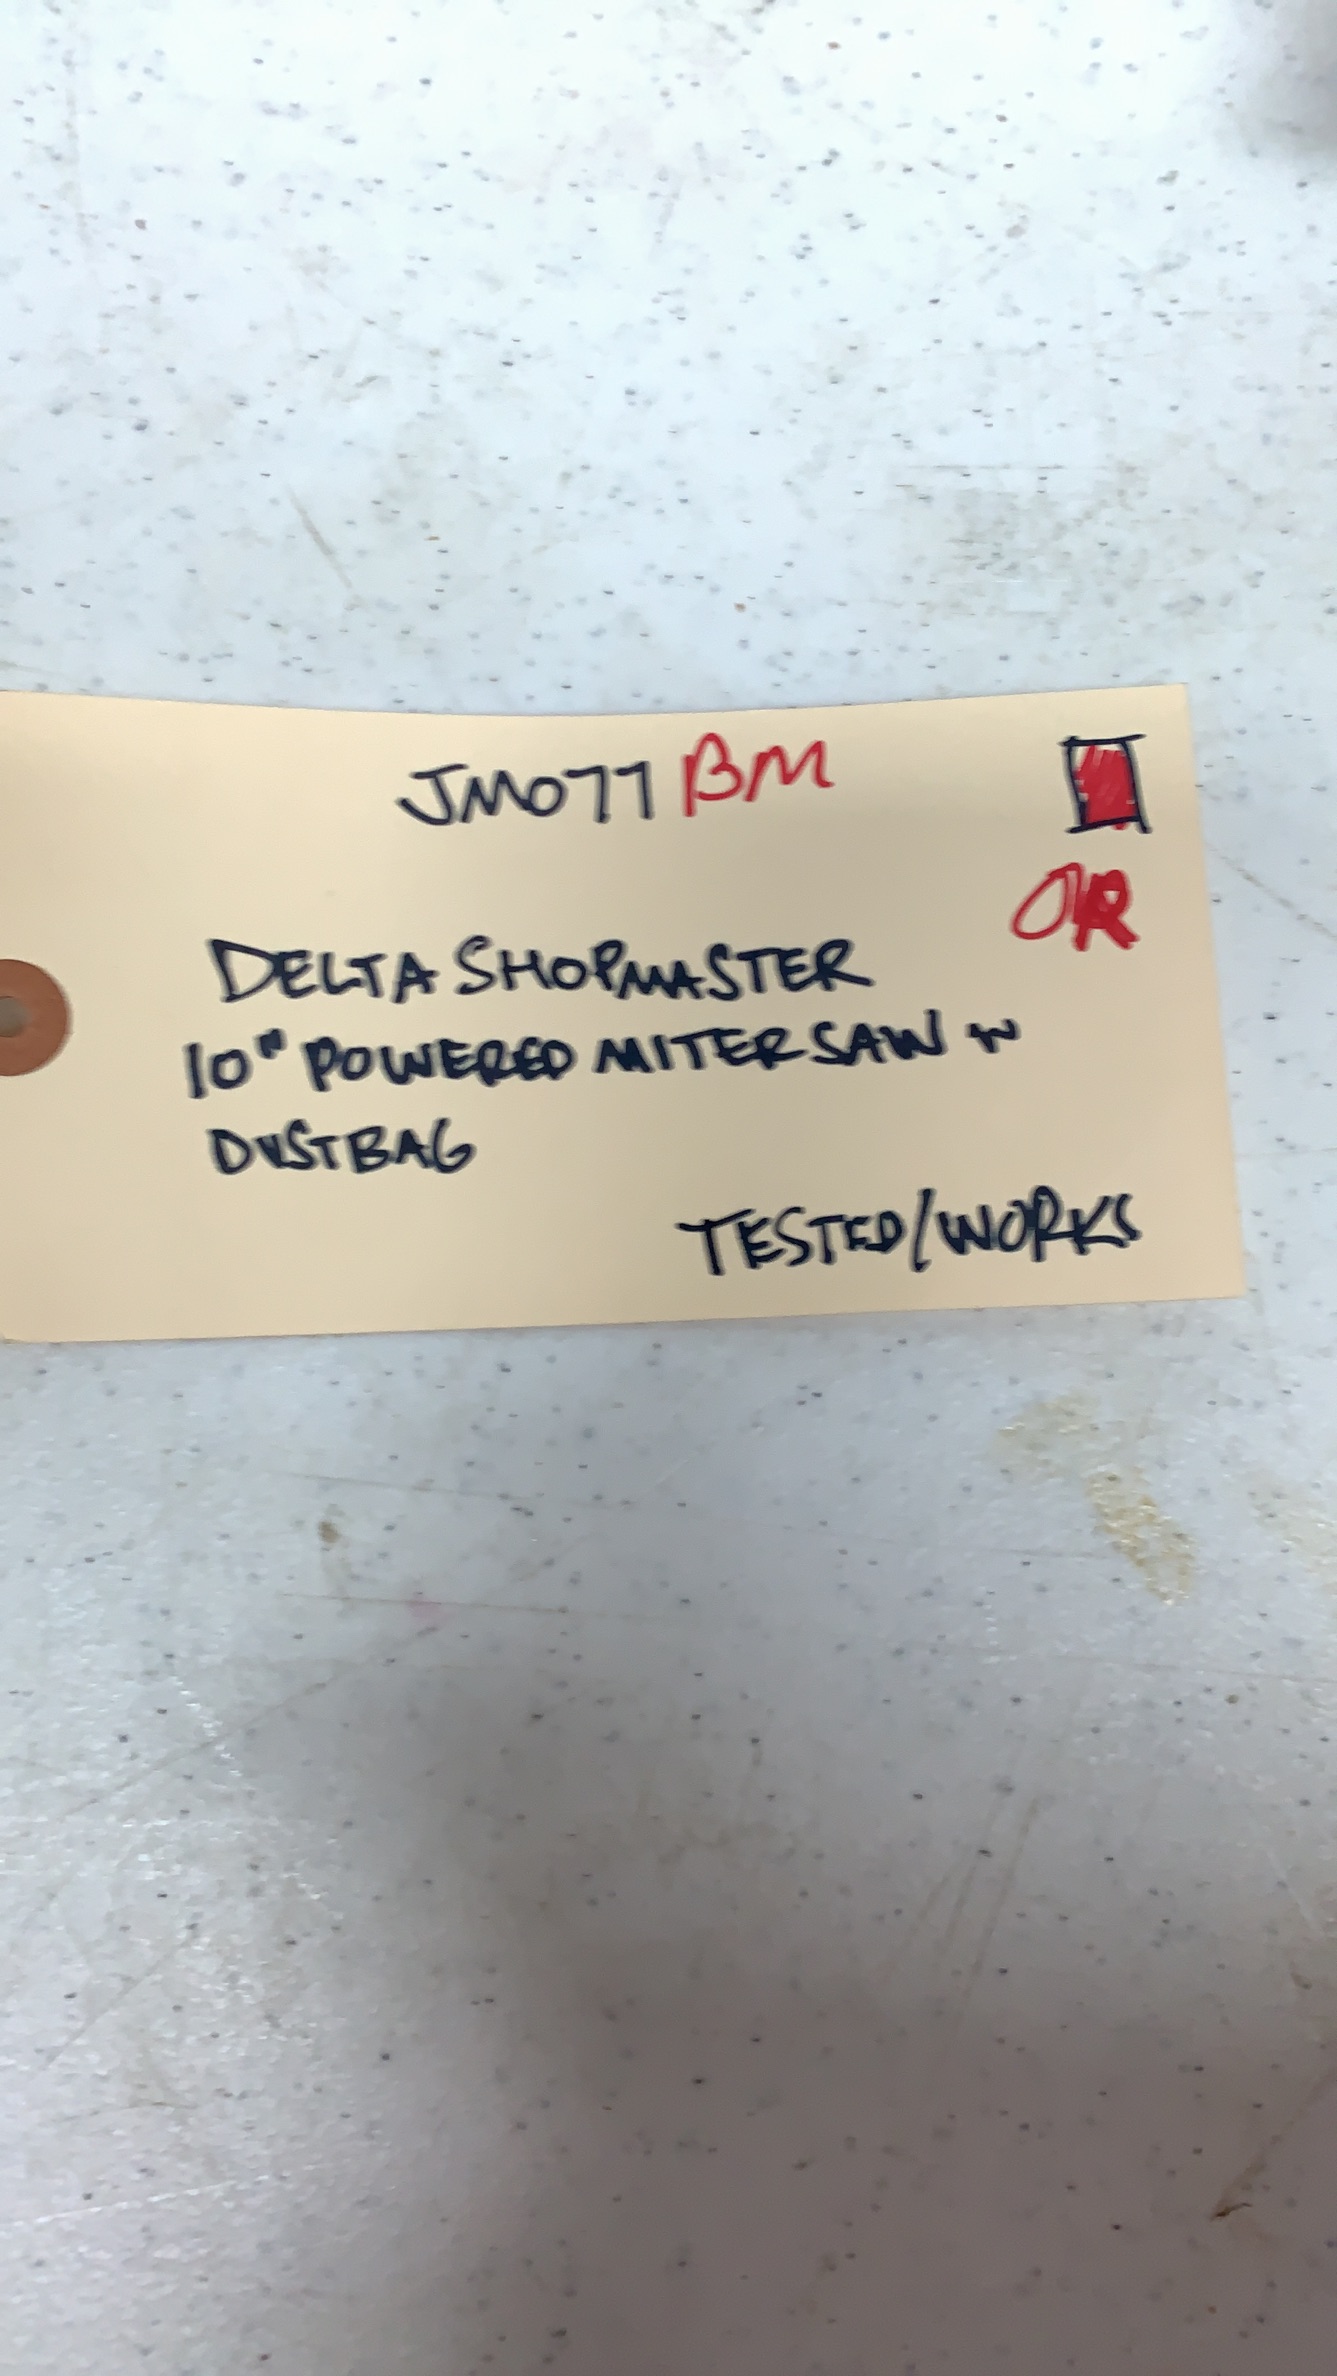 JM077 BM
OR
DELTA SHOPMASTER
10" POWERED MITER SAW W
DUSTBAG
TESTED/WORKS